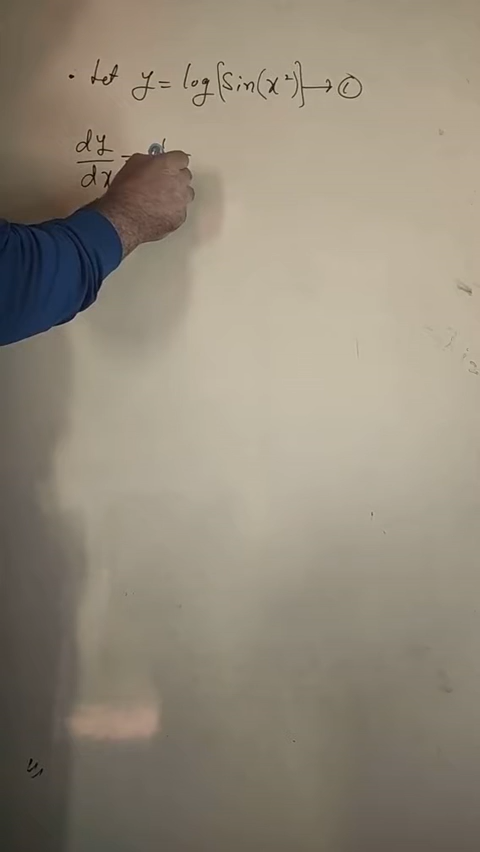 · Let y = log[Sin(x²)] → ①
dy/dx = d